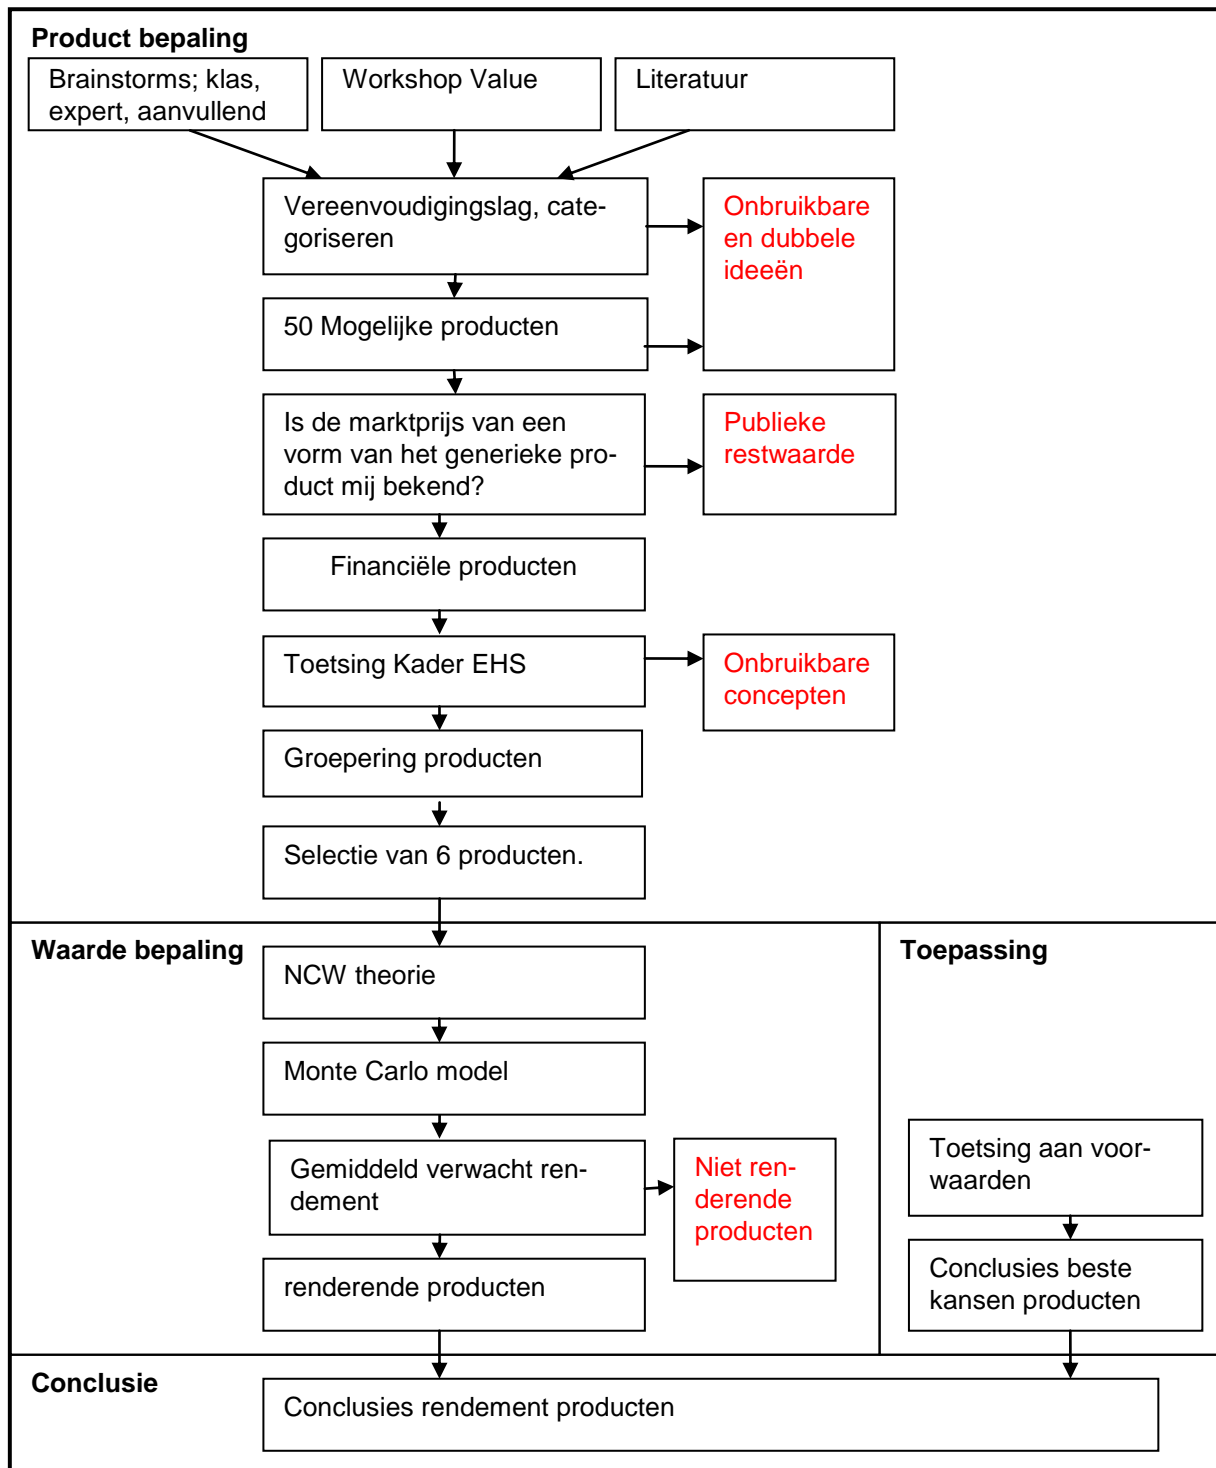 Product bepaling
Brainstorms; klas,
expert, aanvullend
Workshop Value
Literatuur
Vereenvoudigingslag, cate-
goriseren
Onbruikbare
en dubbele
ideeën
50 Mogelijke producten
Is de marktprijs van een
vorm van het generieke pro-
duct mij bekend?
Publieke
restwaarde
Financiële producten
Toetsing Kader EHS
Onbruikbare
concepten
Groepering producten
Selectie van 6 producten.
Waarde bepaling
NCW theorie
Monte Carlo model
Gemiddeld verwacht ren-
dement
Niet ren-
derende
producten
renderende producten
Toepassing
Toetsing aan voor-
waarden
Conclusies beste
kansen producten
Conclusie
Conclusies rendement producten